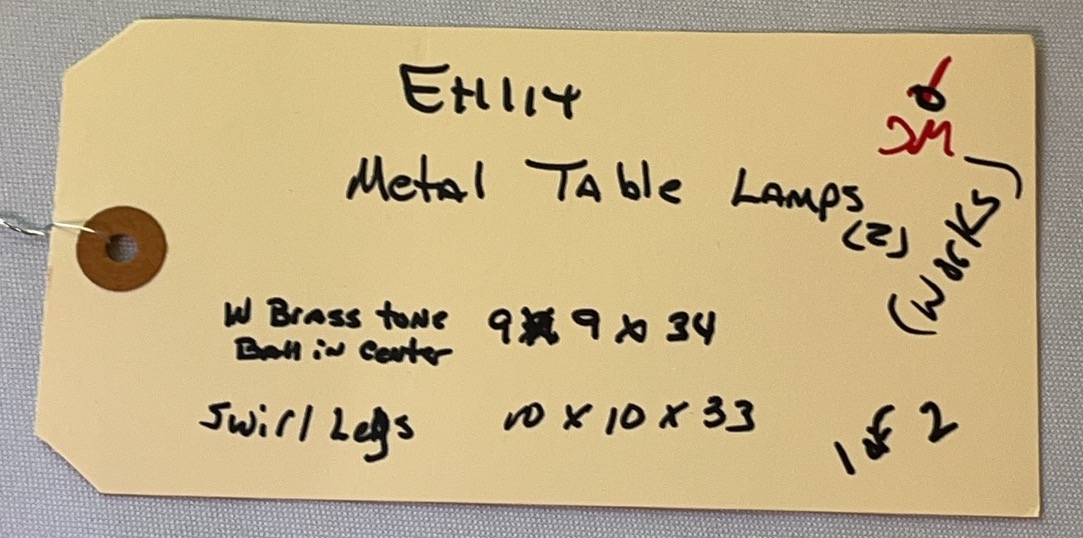 EH1114
Metal Table Lamps
(2)
(Works)
W Brass tone 9 x 9 x 34
Ball in center
Swirl Legs 10 x 10 x 33
1 of 2